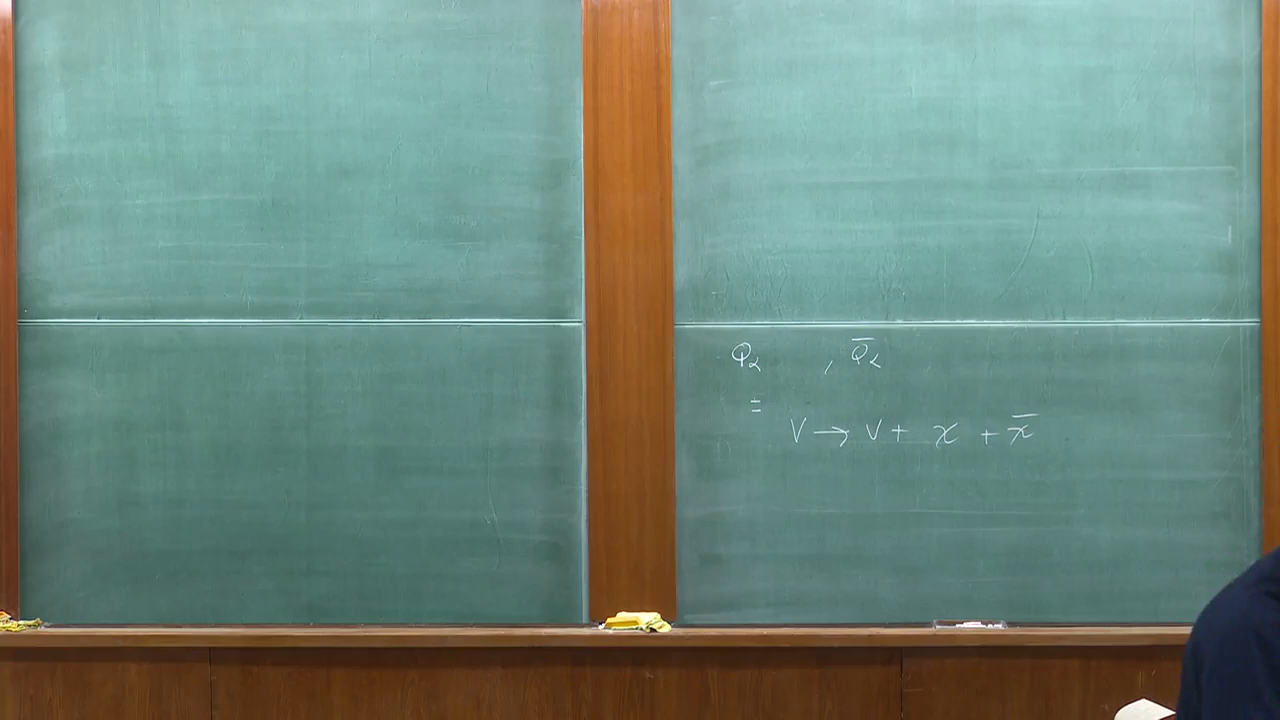 Q_α , Q̄_α
=
V → V + χ + χ̄